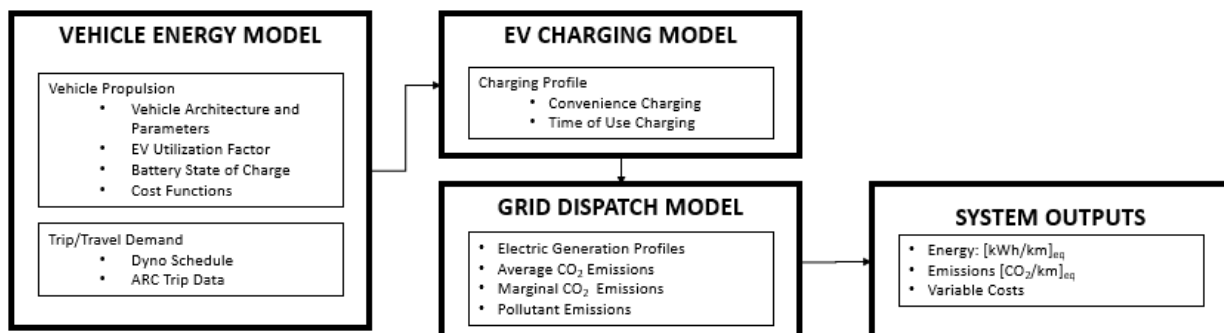 VEHICLE ENERGY MODEL
Vehicle Propulsion
• Vehicle Architecture and
Parameters
• EV Utilization Factor
• Battery State of Charge
• Cost Functions
Trip/Travel Demand
• Dyno Schedule
• ARC Trip Data
EV CHARGING MODEL
Charging Profile
• Convenience Charging
• Time of Use Charging
GRID DISPATCH MODEL
• Electric Generation Profiles
• Average CO₂ Emissions
• Marginal CO₂ Emissions
• Pollutant Emissions
SYSTEM OUTPUTS
• Energy: [kWh/km]eq
• Emissions [CO₂/km]eq
• Variable Costs